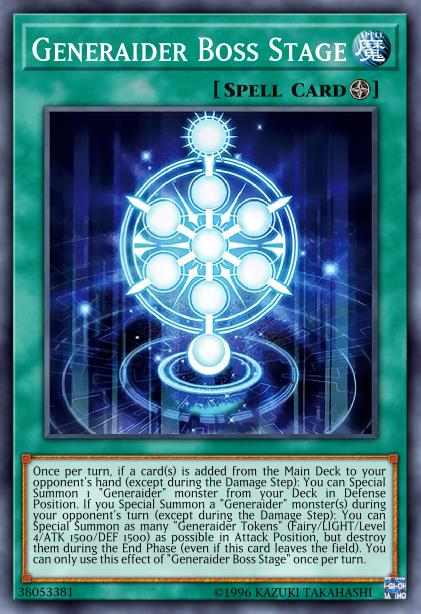 Generaider Boss Stage
SPELL
魔
[Spell Card]
Once per turn, if a card(s) is added from the Main Deck to your
opponent's hand (except during the Damage Step): You can Special
Summon 1 "Generaider" monster from your Deck in Defense
Position. If you Special Summon a "Generaider" monster(s) during
your opponent's turn (except during the Damage Step): You can
Special Summon as many "Generaider Tokens" (Fairy/LIGHT/Level
4/ATK 1500/DEF 1500) as possible in Attack Position, but destroy
them during the End Phase (even if this card leaves the field). You
can only use this effect of "Generaider Boss Stage" once per turn.
38053381
©1996 KAZUKI TAKAHASHI